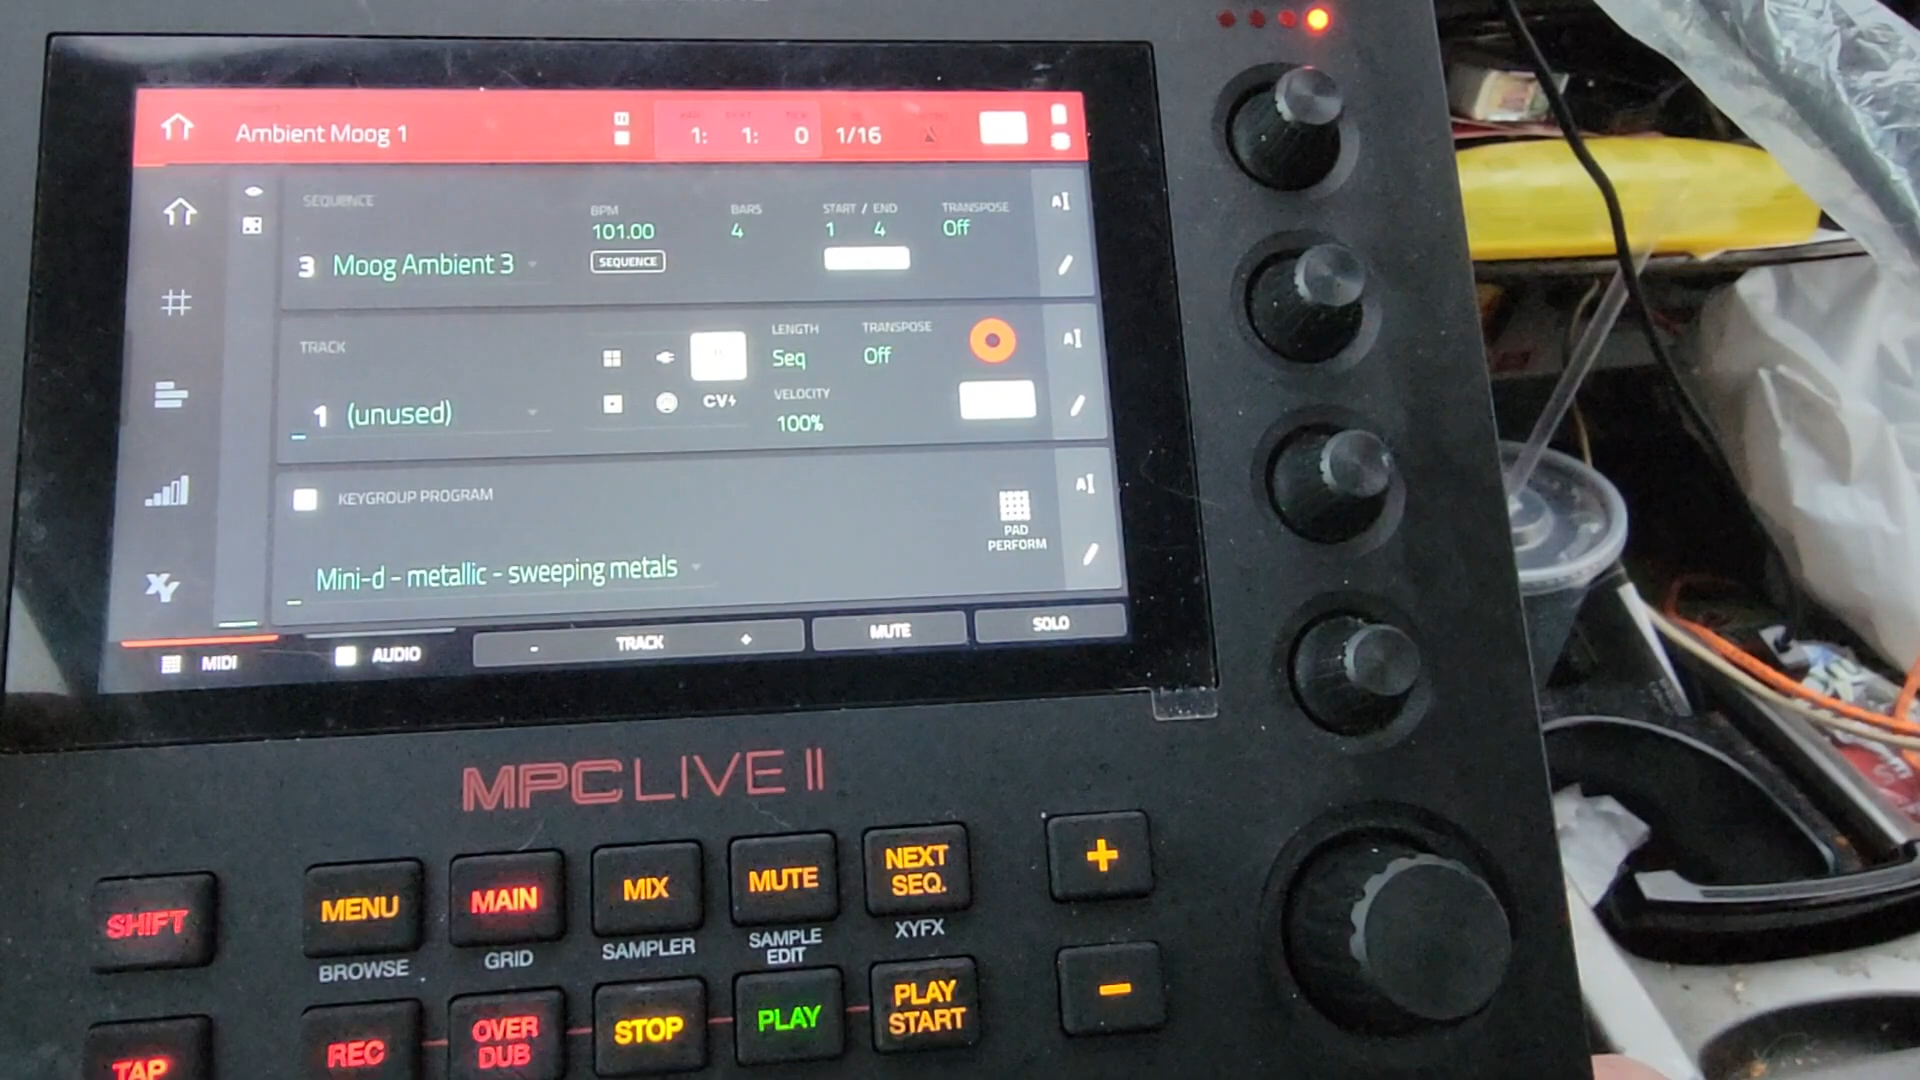 Ambient Moog 1
1: 1: 0
1/16
SEQUENCE
BPM
BARS
START / END
TRANSPOSE
101.00
4
1 4
Off
3 Moog Ambient 3
SEQUENCE
TRACK
LENGTH
TRANSPOSE
Seq
Off
1 (unused)
CV
VELOCITY
100%
KEYGROUP PROGRAM
PAD
PERFORM
Mini-d - metallic - sweeping metals
MIDI
AUDIO
- TRACK +
MUTE
SOLO
XY
MPC LIVE II
SHIFT
MENU
MAIN
MIX
MUTE
NEXT
SEQ.
+
BROWSE
GRID
SAMPLER
SAMPLE
EDIT
XYFX
TAP
REC
OVER
DUB
STOP
PLAY
PLAY
START
-